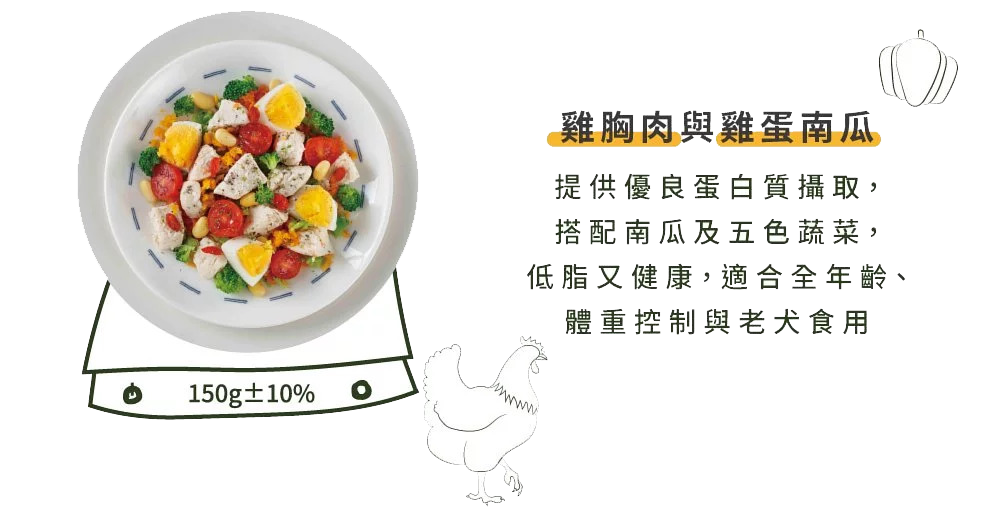 雞胸肉與雞蛋南瓜
提供優良蛋白質攝取，
搭配南瓜及五色蔬菜，
低脂又健康，適合全年齡、
體重控制與老犬食用
150g±10%